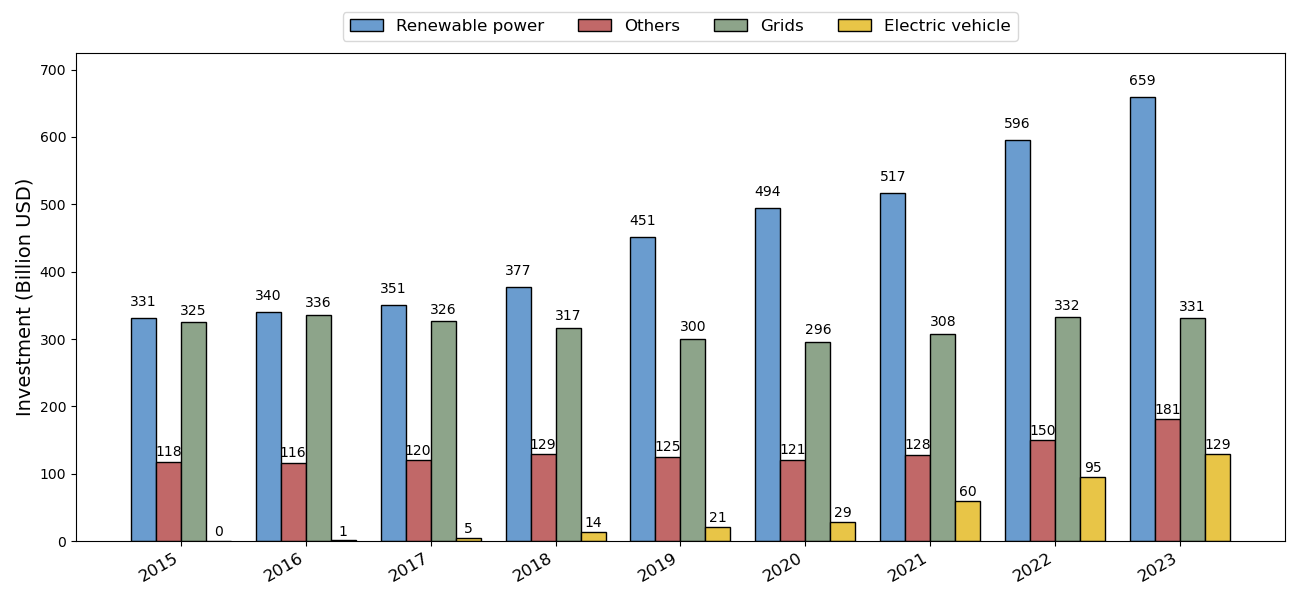 Renewable power Others Grids Electric vehicle
Investment (Billion USD)
700
600
500
400
300
200
100
0
331 118 325 0
340 116 336 1
351 120 326 5
377 129 317 14
451 125 300 21
494 121 296 29
517 128 308 60
596 150 332 95
659 181 331 129
2015 2016 2017 2018 2019 2020 2021 2022 2023